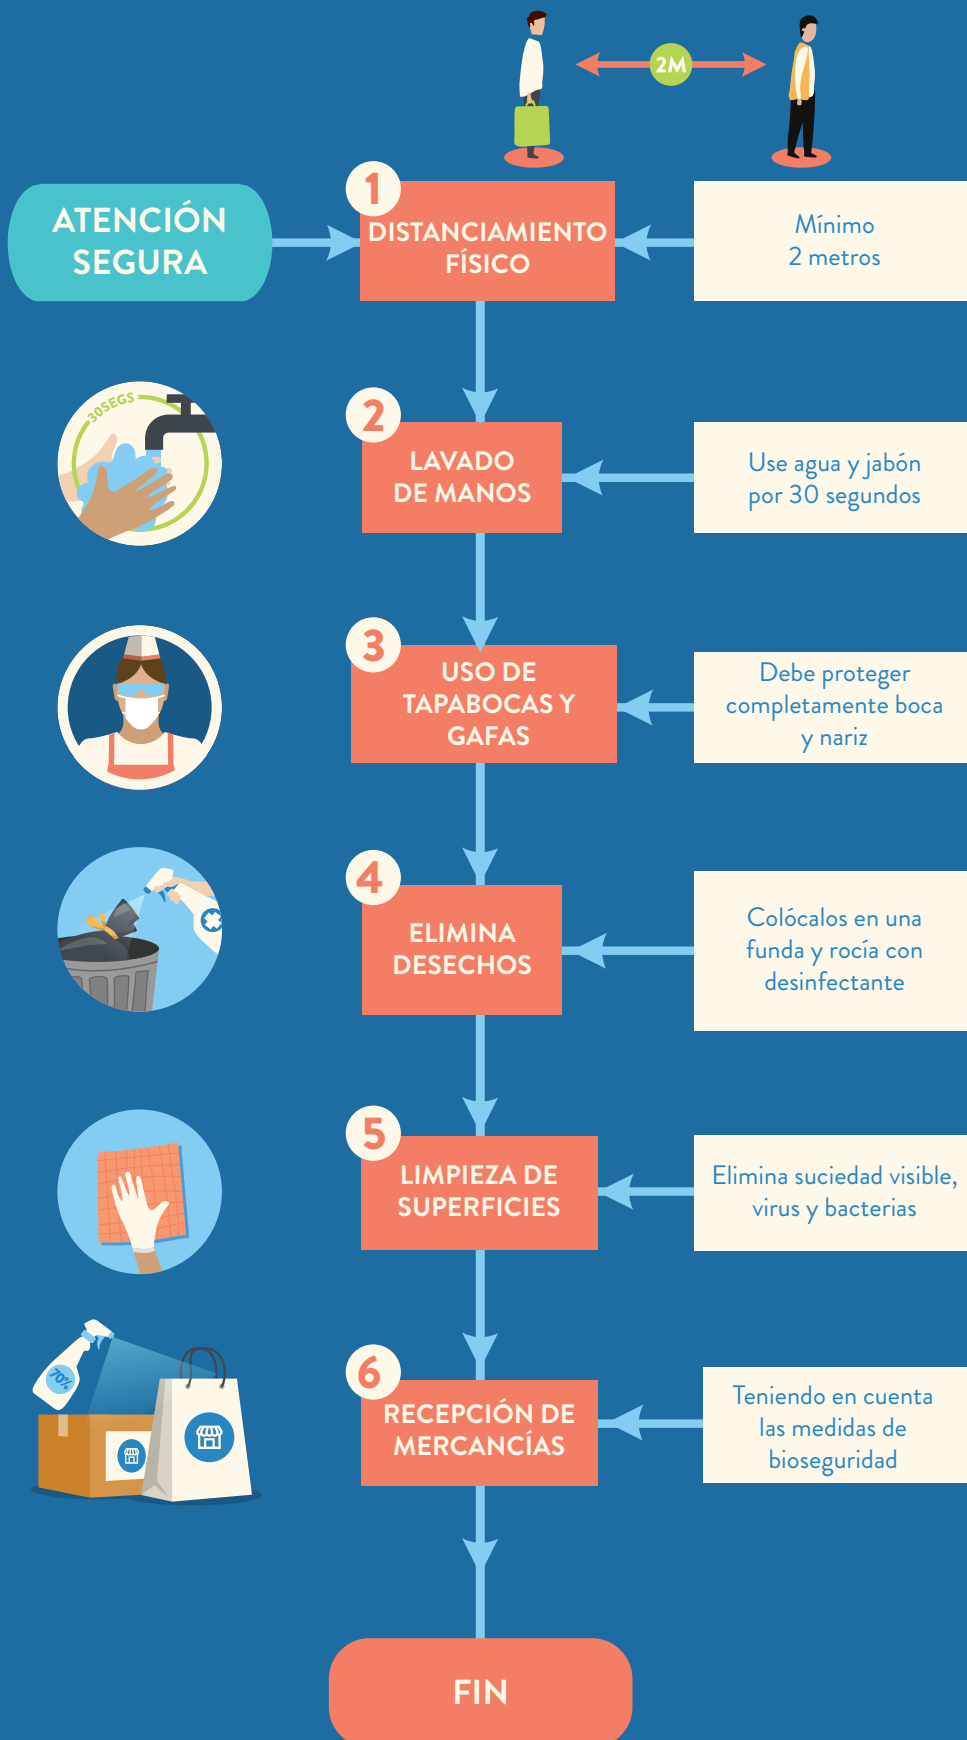 2M
ATENCIÓN
SEGURA
1
DISTANCIAMIENTO
FÍSICO
Mínimo
2 metros
30SEGS
2
LAVADO
DE MANOS
Use agua y jabón
por 30 segundos
3
USO DE
TAPABOCAS Y
GAFAS
Debe proteger
completamente boca
y nariz
4
ELIMINA
DESECHOS
Colócalos en una
funda y rocía con
desinfectante
5
LIMPIEZA DE
SUPERFICIES
Elimina suciedad visible,
virus y bacterias
70%
6
RECEPCIÓN DE
MERCANCÍAS
Teniendo en cuenta
las medidas de
bioseguridad
FIN